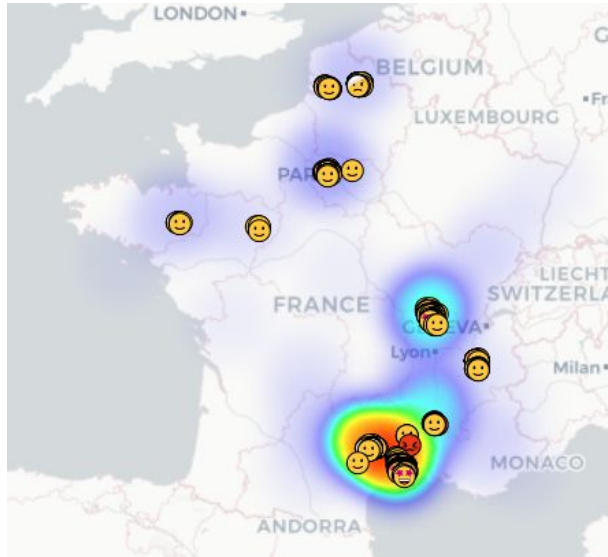 LONDON
BELGIUM
LUXEMBOURG
FRANCE
LIECHT
SWITZERLA
Lyon
Milan
MONACO
ANDORRA